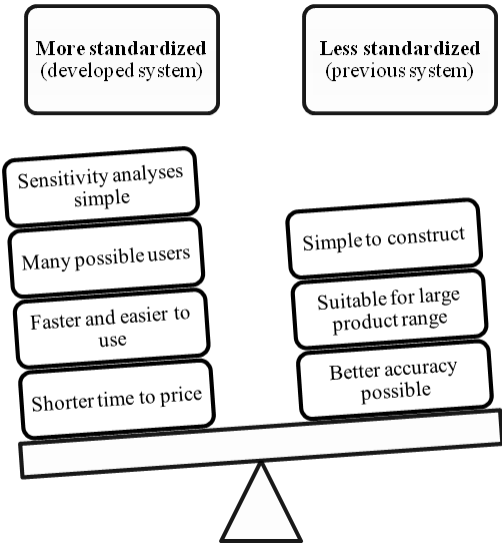 More standardized
(developed system)
Less standardized
(previous system)
Sensitivity analyses
simple
Many possible users
Faster and easier to
use
Shorter time to price
Simple to construct
Suitable for large
product range
Better accuracy
possible